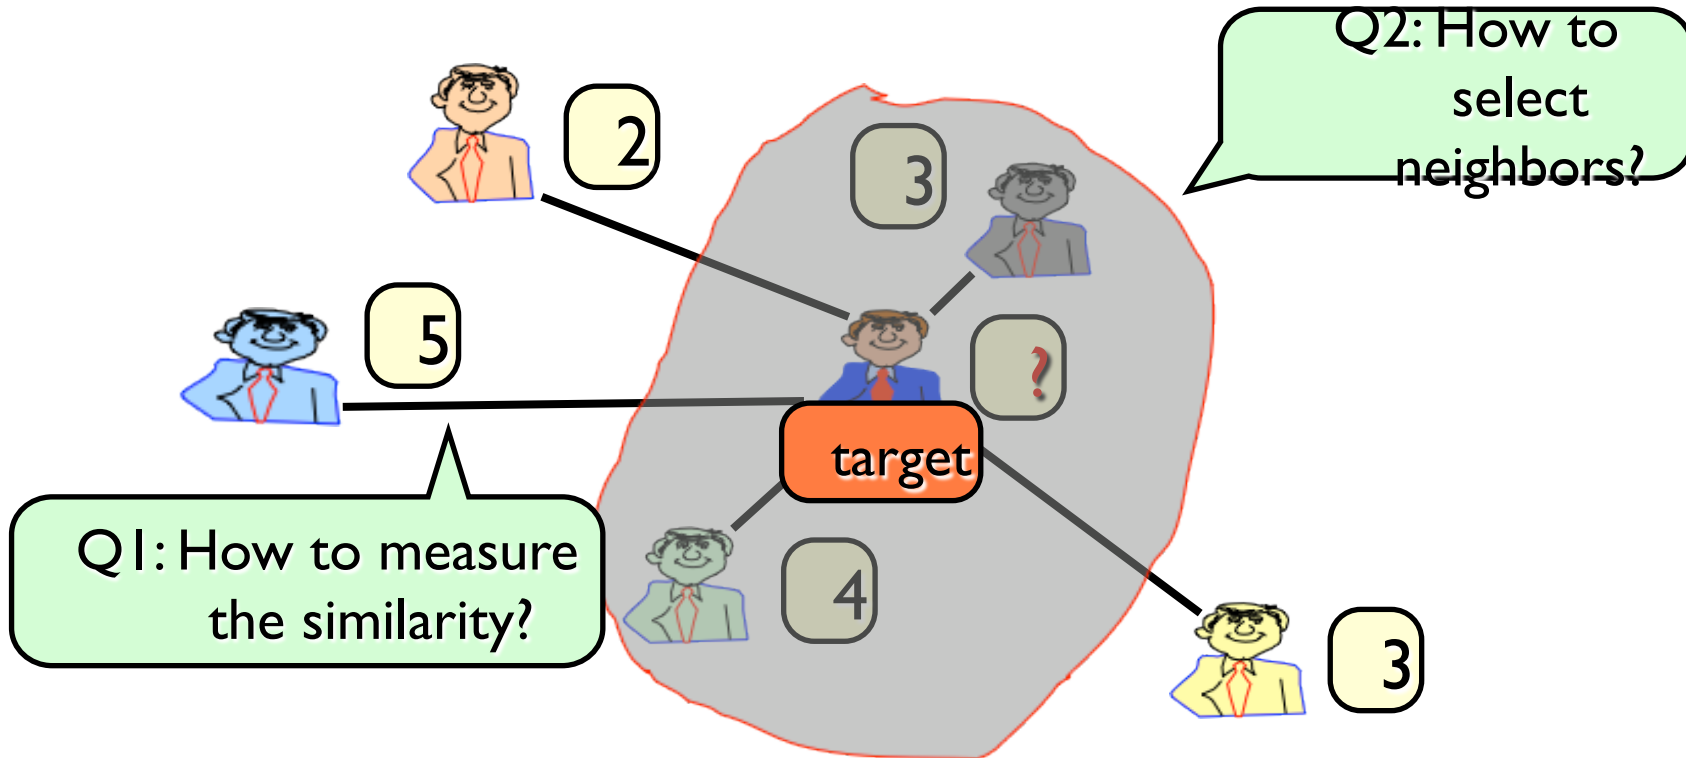 Q2: How to
select
neighbors?
2
3
5
?
target
Q1: How to measure
the similarity?
4
3